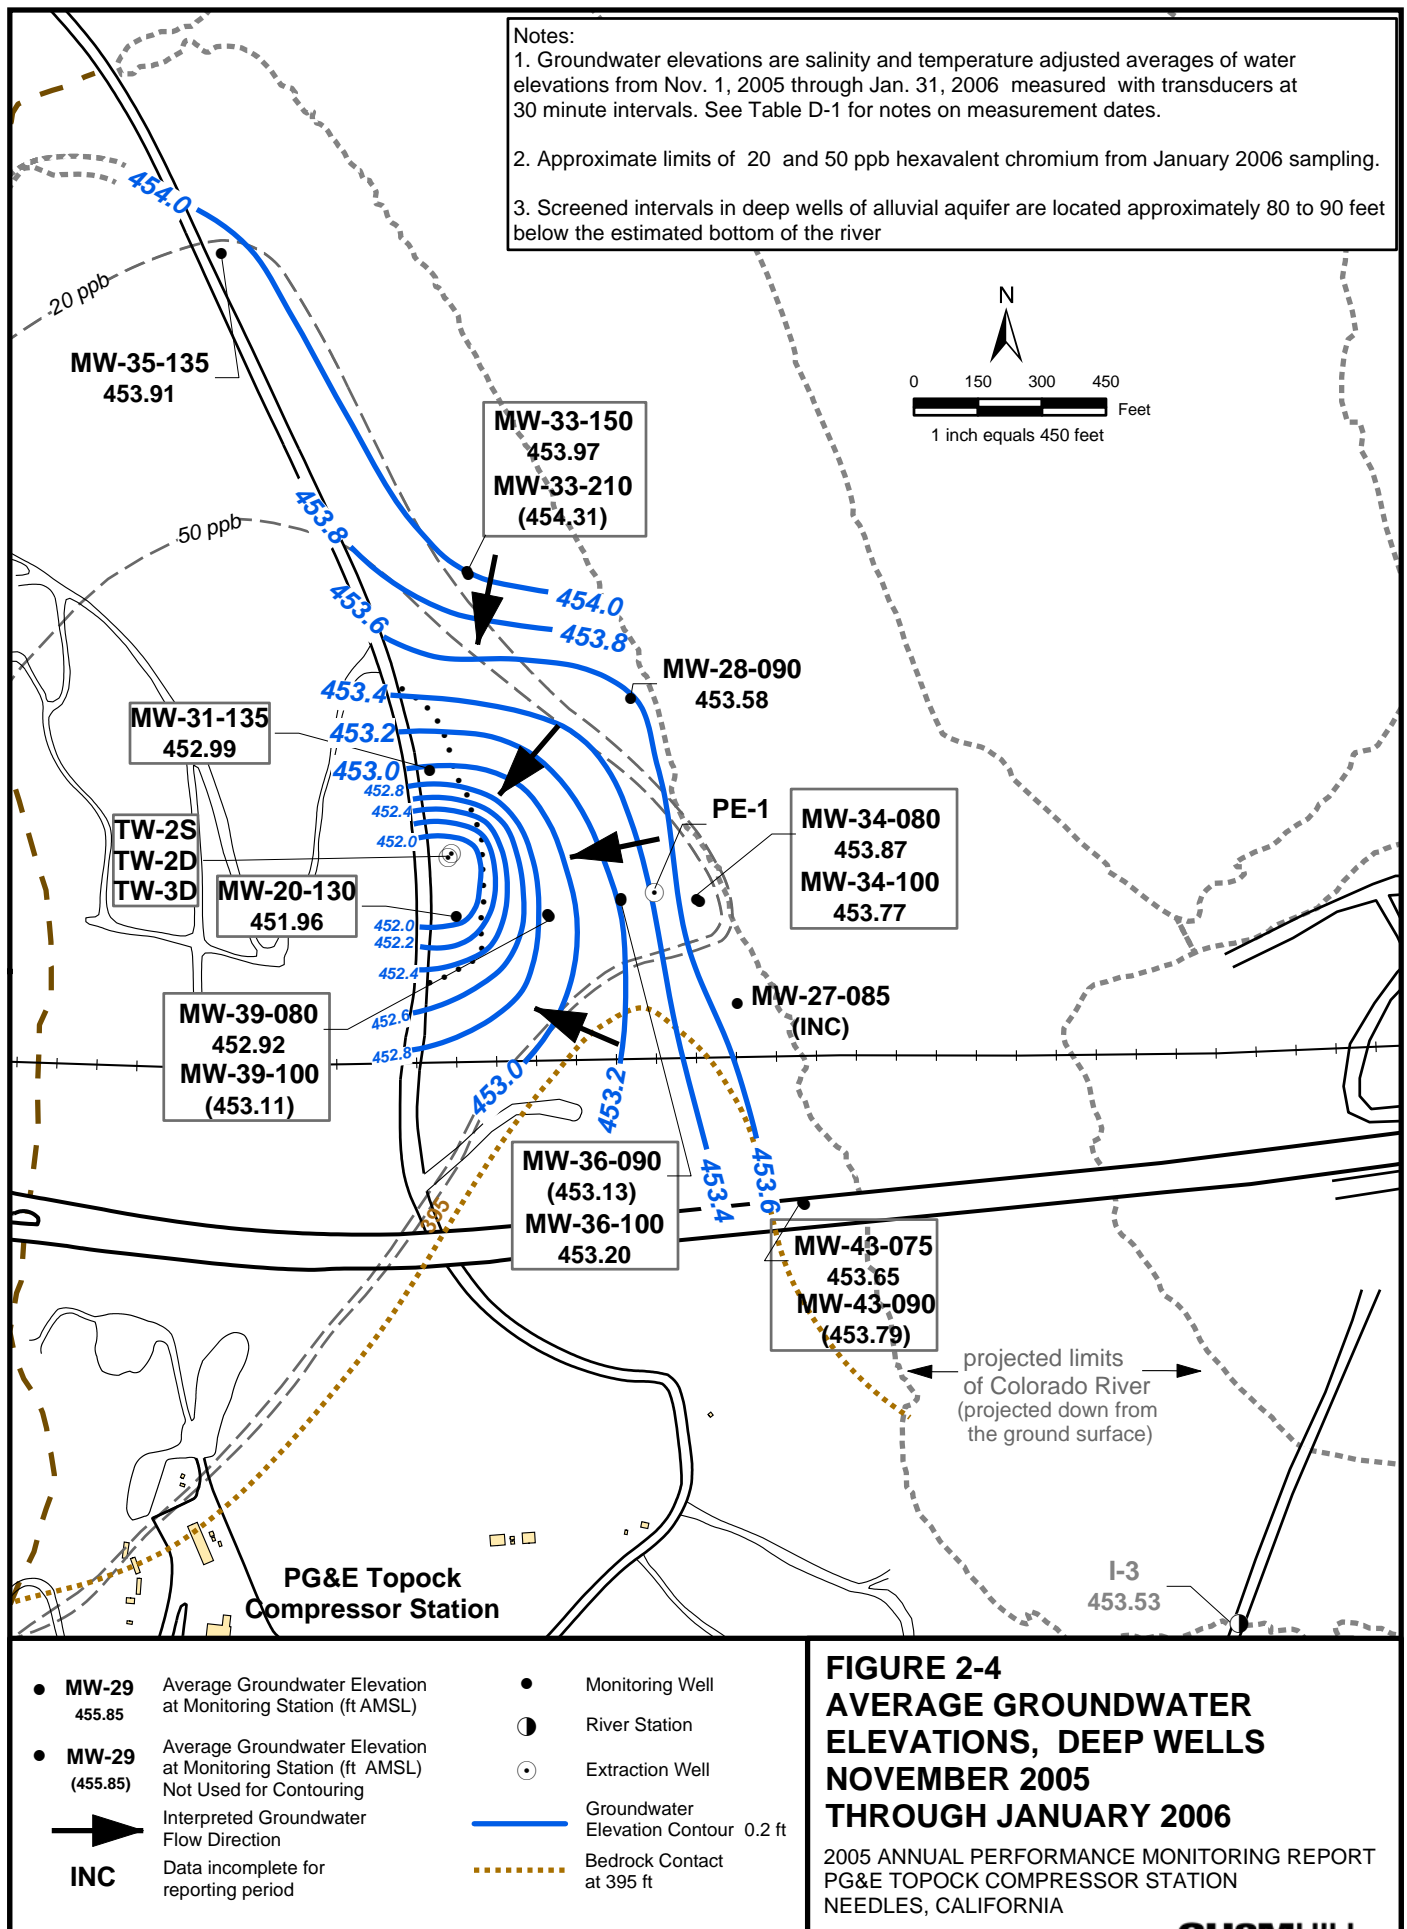 Notes:
1. Groundwater elevations are salinity and temperature adjusted averages of water
elevations from Nov. 1, 2005 through Jan. 31, 2006 measured with transducers at
30 minute intervals. See Table D-1 for notes on measurement dates.
2. Approximate limits of 20 and 50 ppb hexavalent chromium from January 2006 sampling.
3. Screened intervals in deep wells of alluvial aquifer are located approximately 80 to 90 feet
below the estimated bottom of the river
454.0
20 ppb
N
MW-35-135
453.91
0 150 300 450
Feet
1 inch equals 450 feet
MW-33-150
453.97
MW-33-210
(454.31)
453.8
50 ppb
454.0
453.6
453.8
MW-28-090
453.58
453.4
MW-31-135
452.99
453.2
453.0
452.8
452.4
452.0
PE-1
MW-34-080
453.87
MW-34-100
453.77
TW-2S
TW-2D
TW-3D
MW-20-130
451.96
452.0
452.2
452.4
452.6
452.8
MW-27-085
(INC)
MW-39-080
452.92
MW-39-100
(453.11)
453.0
453.2
453.4
453.6
MW-36-090
(453.13)
MW-36-100
453.20
395
MW-43-075
453.65
MW-43-090
(453.79)
projected limits
of Colorado River
(projected down from
the ground surface)
PG&E Topock
Compressor Station
I-3
453.53
MW-29
455.85
Average Groundwater Elevation
at Monitoring Station (ft AMSL)
MW-29
(455.85)
Average Groundwater Elevation
at Monitoring Station (ft AMSL)
Not Used for Contouring
Interpreted Groundwater
Flow Direction
INC
Data incomplete for
reporting period
Monitoring Well
River Station
Extraction Well
Groundwater
Elevation Contour 0.2 ft
Bedrock Contact
at 395 ft
FIGURE 2-4
AVERAGE GROUNDWATER
ELEVATIONS, DEEP WELLS
NOVEMBER 2005
THROUGH JANUARY 2006
2005 ANNUAL PERFORMANCE MONITORING REPORT
PG&E TOPOCK COMPRESSOR STATION
NEEDLES, CALIFORNIA